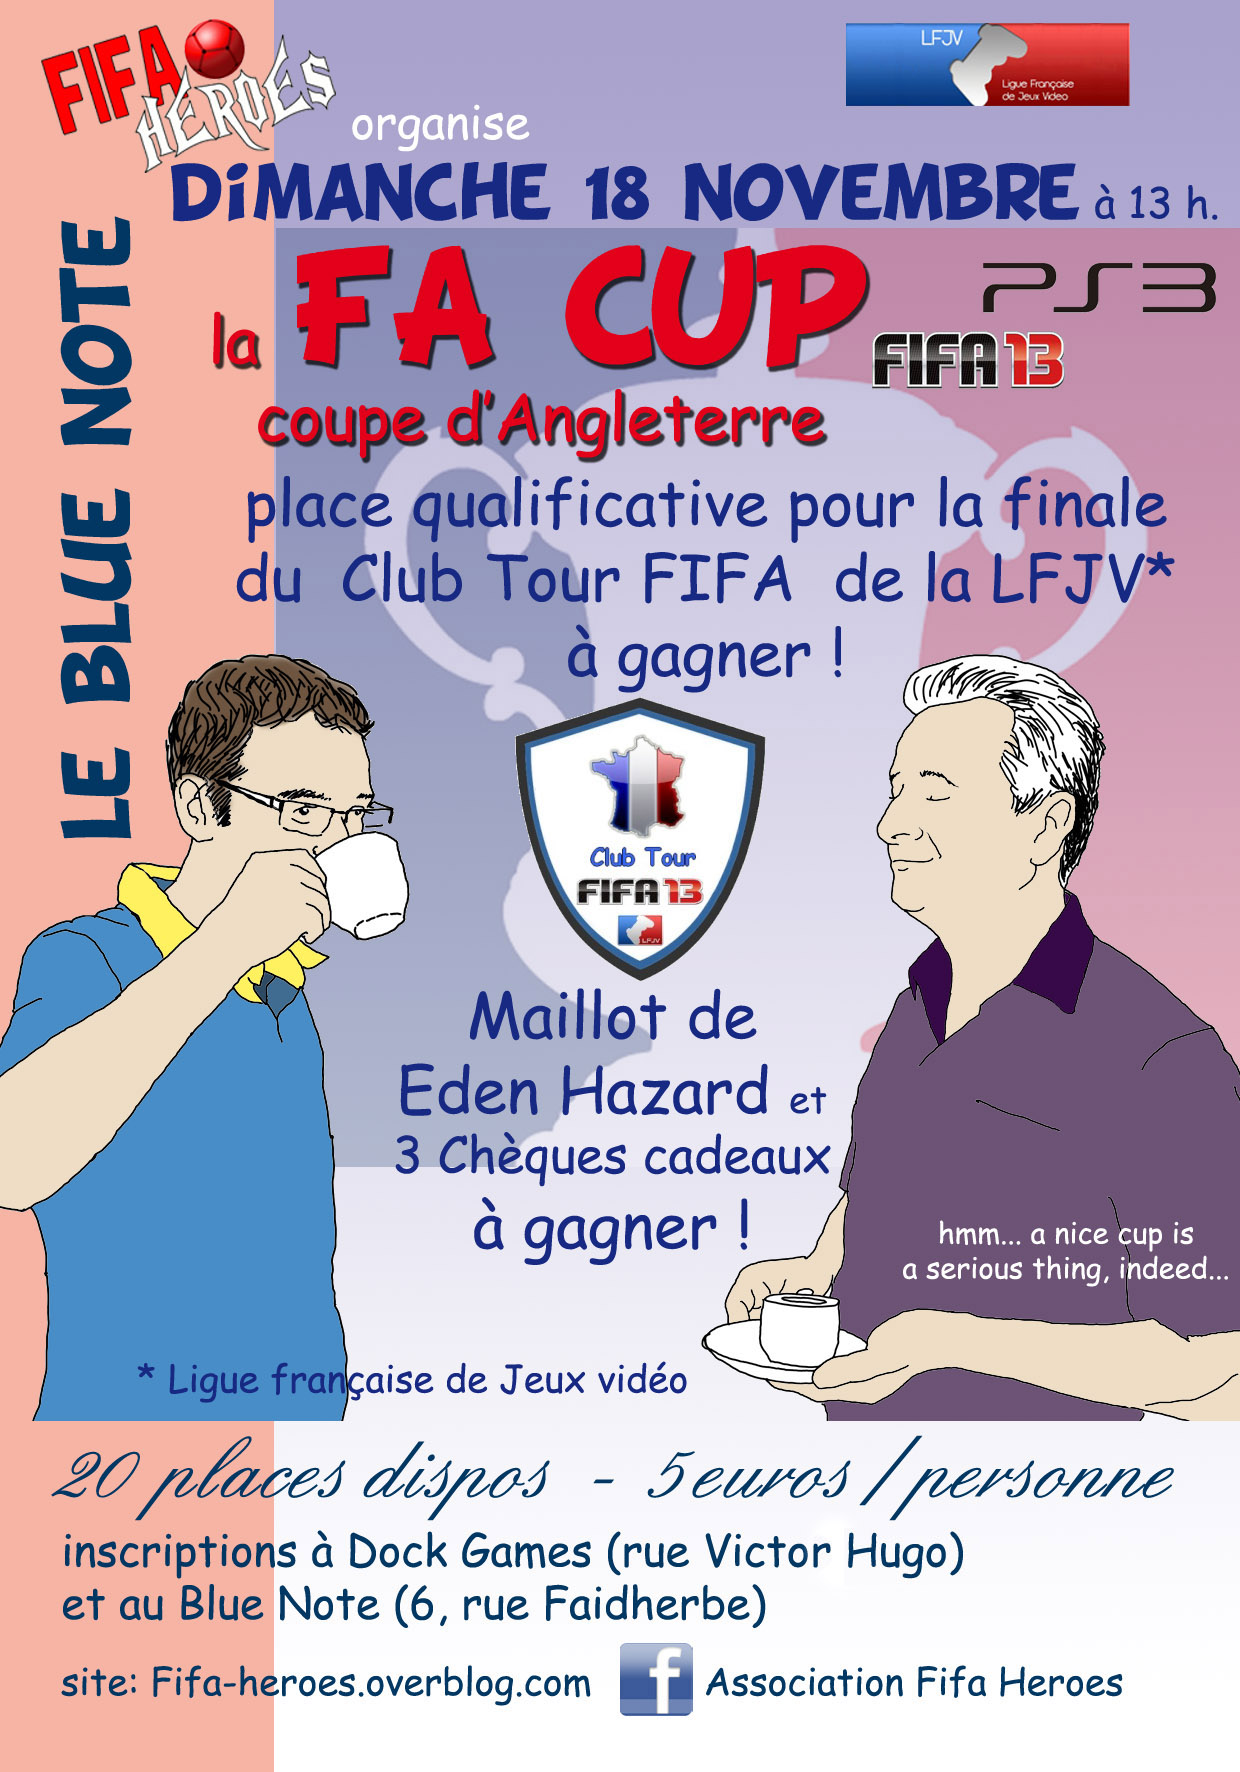 FIFA
HEROES
LFJV
Ligue Française
de Jeux Video
organise
DiMANCHE 18 NOVEMBRE à 13 h.
LE BLUE NOTE
la FA CUP
PS3
FIFA 13
coupe d'Angleterre
place qualificative pour la finale
du Club Tour FIFA de la LFJV*
à gagner !
Club Tour
FIFA 13
LFJV
Maillot de
Eden Hazard et
3 Chèques cadeaux
à gagner !
hmm... a nice cup is
a serious thing, indeed...
* Ligue française de Jeux vidéo
20 places dispos - 5euros/personne
inscriptions à Dock Games (rue Victor Hugo)
et au Blue Note (6, rue Faidherbe)
site: Fifa-heroes.overblog.com f Association Fifa Heroes